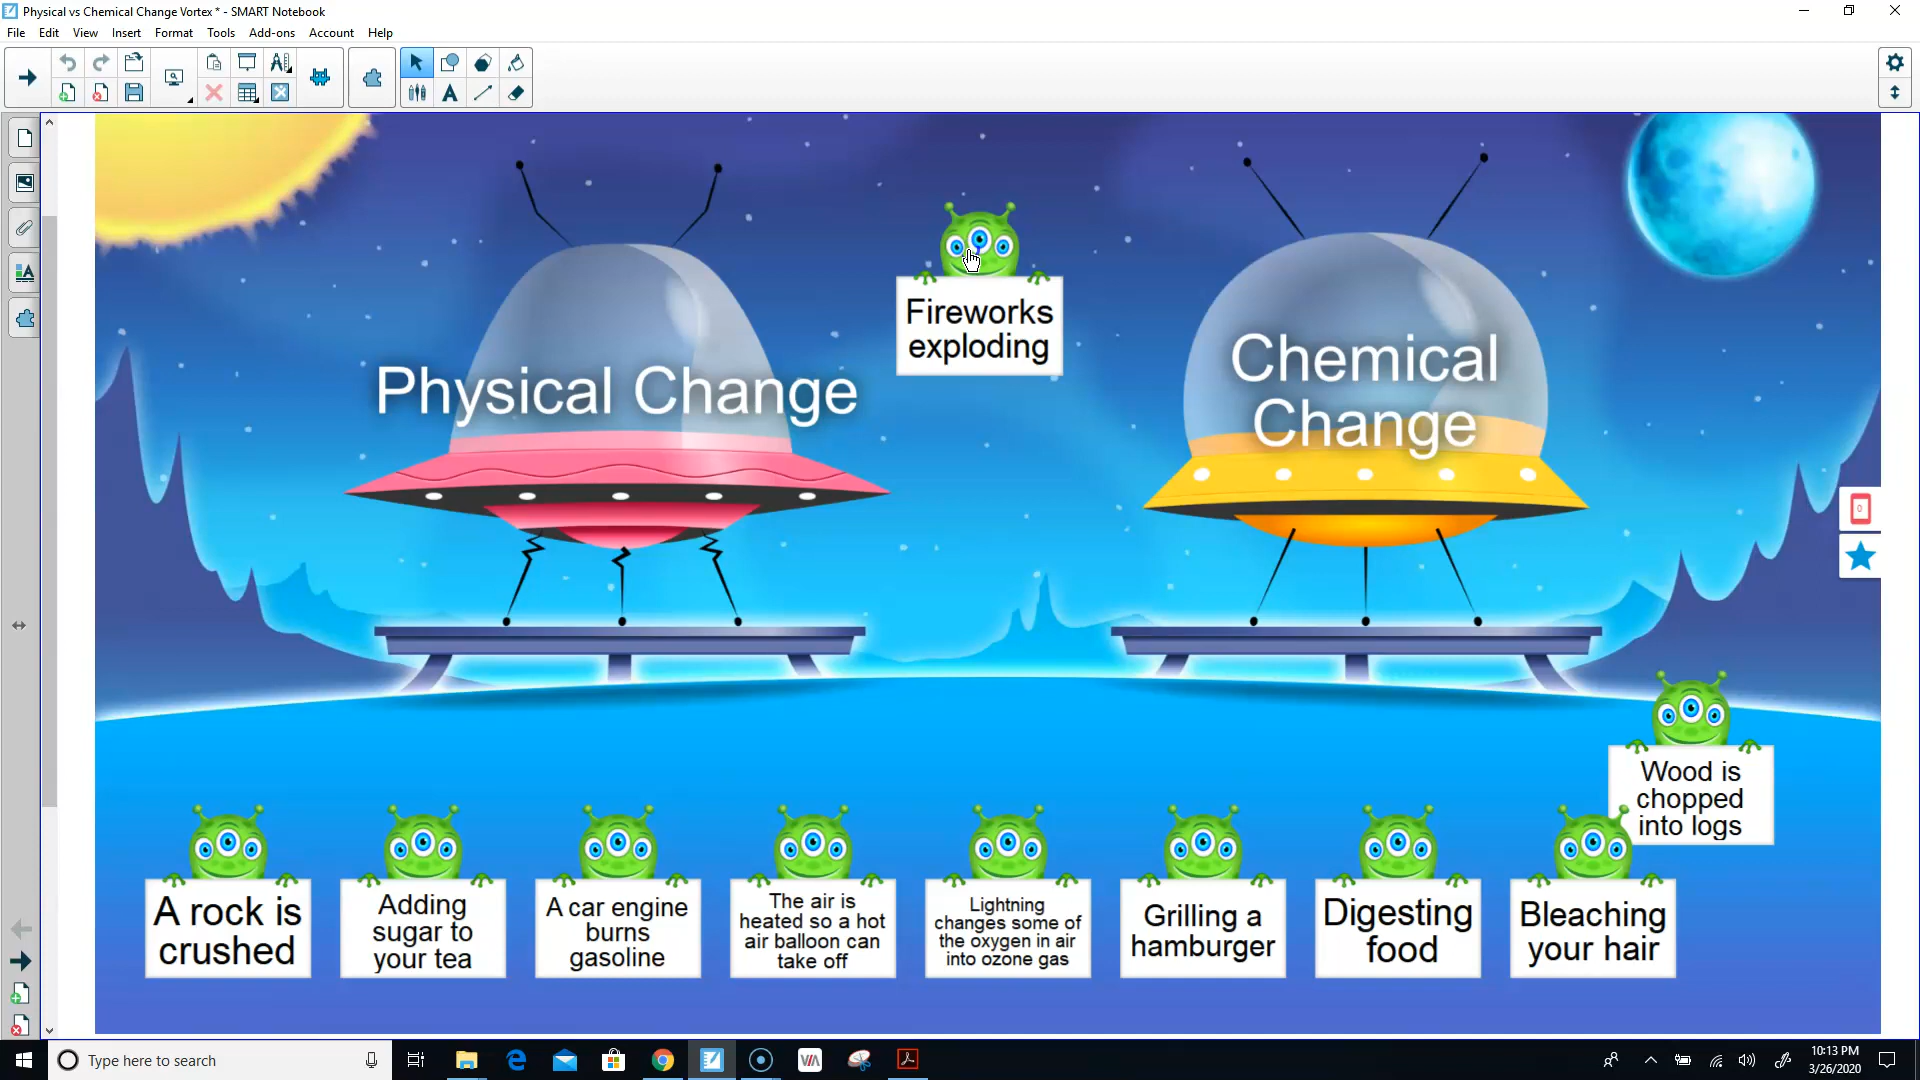 Physical vs Chemical Change Vortex * - SMART Notebook
File Edit View Insert Format Tools Add-ons Account Help
Fireworks
exploding
Physical Change
Chemical
Change
0
Wood is
chopped
into logs
A rock is
crushed
Adding
sugar to
your tea
A car engine
burns
gasoline
The air is
heated so a hot
air balloon can
take off
Lightning
changes some of
the oxygen in air
into ozone gas
Grilling a
hamburger
Digesting
food
Bleaching
your hair
Type here to search
VIA
10:13 PM
3/26/2020